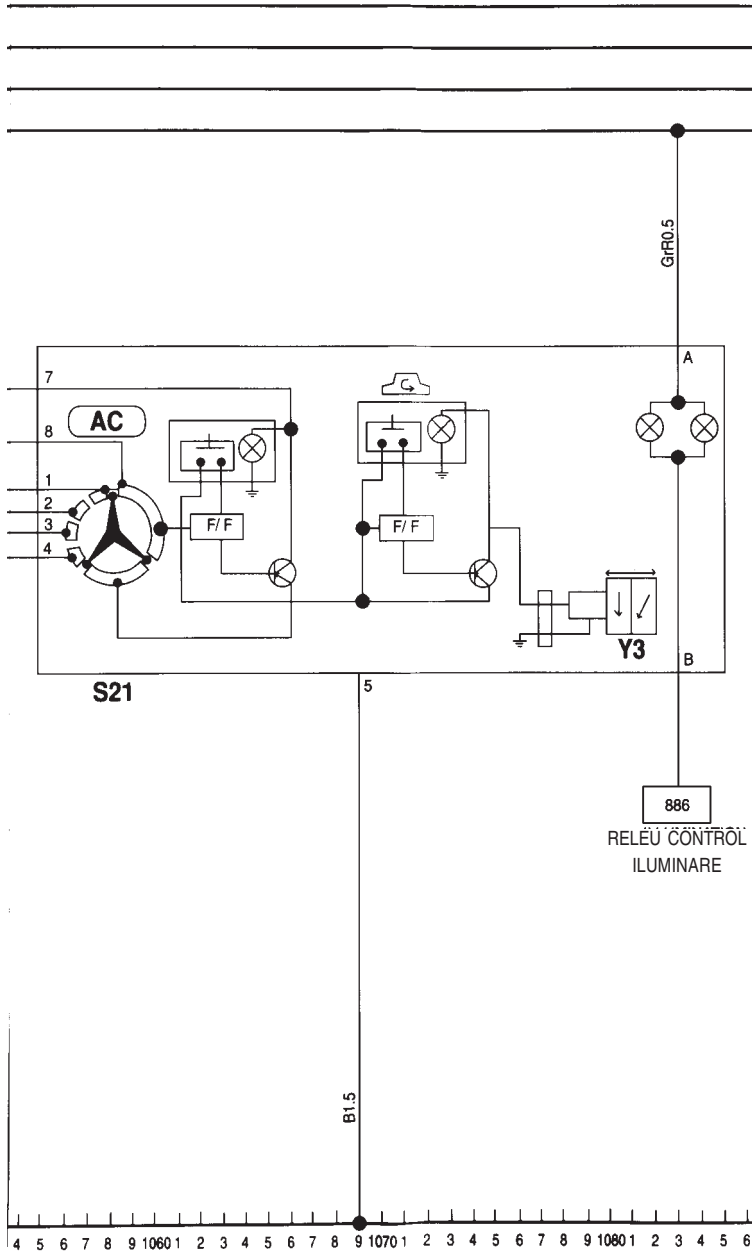 GrR0.5
A
7
AC
8
1
2
3
4
F/ F
F/ F
Y3
B
S21
5
886
RELEU CONTROL
ILUMINARE
B1.5
4 5 6 7 8 9 1060 1 2 3 4 5 6 7 8 9 1070 1 2 3 4 5 6 7 8 9 1080 1 2 3 4 5 6